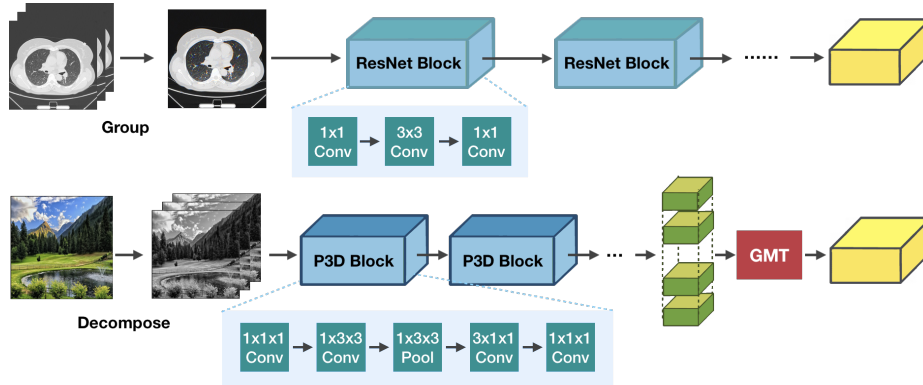 Group
ResNet Block
ResNet Block
......
1x1
Conv
3x3
Conv
1x1
Conv
Decompose
P3D Block
P3D Block
...
GMT
1x1x1
Conv
1x3x3
Conv
1x3x3
Pool
3x1x1
Conv
1x1x1
Conv